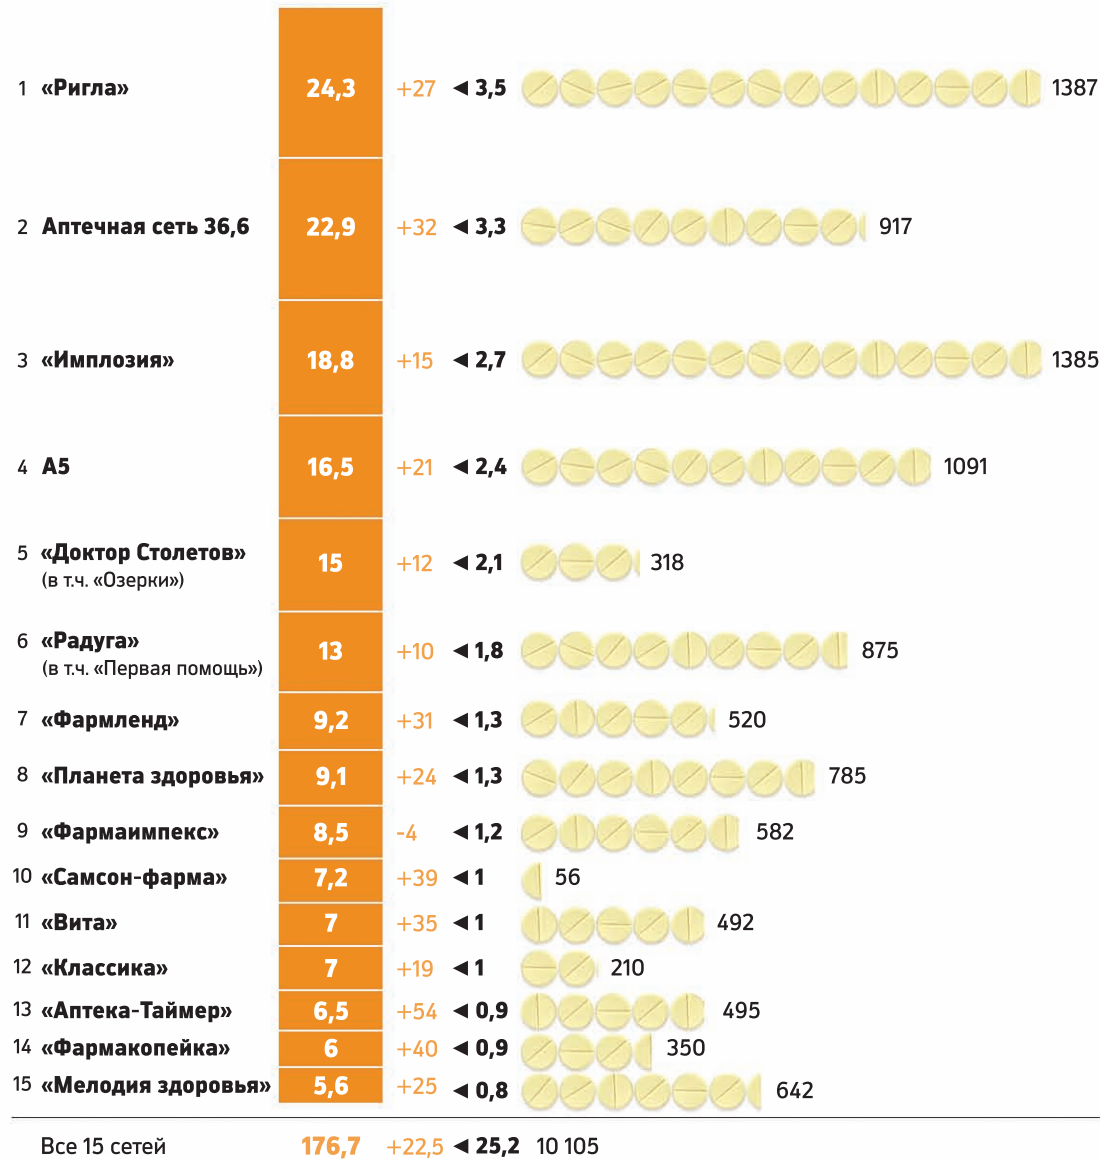 1 «Ригла» 24,3 +27 ◄ 3,5 1387
2 Аптечная сеть 36,6 22,9 +32 ◄ 3,3 917
3 «Имплозия» 18,8 +15 ◄ 2,7 1385
4 А5 16,5 +21 ◄ 2,4 1091
5 «Доктор Столетов» 15 +12 ◄ 2,1 318
(в т.ч. «Озерки»)
6 «Радуга» 13 +10 ◄ 1,8 875
(в т.ч. «Первая помощь»)
7 «Фармленд» 9,2 +31 ◄ 1,3 520
8 «Планета здоровья» 9,1 +24 ◄ 1,3 785
9 «Фармаимпекс» 8,5 -4 ◄ 1,2 582
10 «Самсон-фарма» 7,2 +39 ◄ 1 56
11 «Вита» 7 +35 ◄ 1 492
12 «Классика» 7 +19 ◄ 1 210
13 «Аптека-Таймер» 6,5 +54 ◄ 0,9 495
14 «Фармакопейка» 6 +40 ◄ 0,9 350
15 «Мелодия здоровья» 5,6 +25 ◄ 0,8 642
Все 15 сетей 176,7 +22,5 ◄ 25,2 10 105